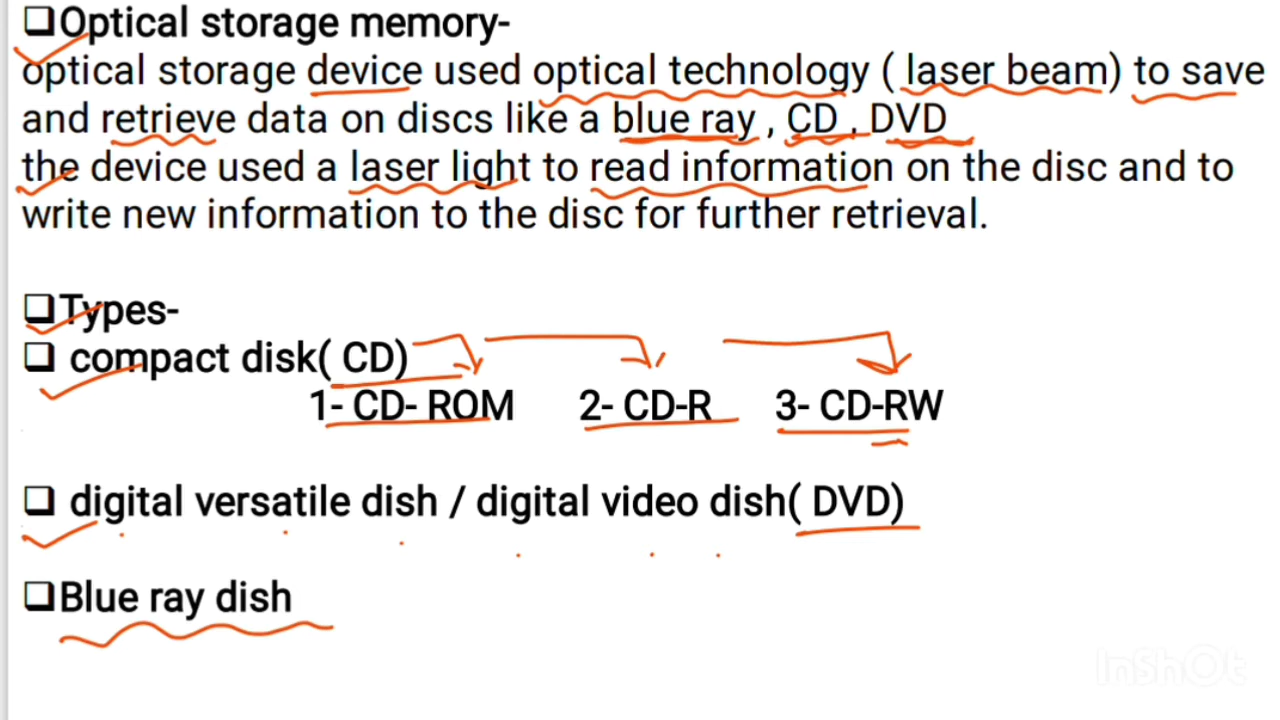 ❑Optical storage memory-
optical storage device used optical technology ( laser beam) to save
and retrieve data on discs like a blue ray , CD , DVD
the device used a laser light to read information on the disc and to
write new information to the disc for further retrieval.
❑Types-
❑ compact disk( CD)
1- CD- ROM 2- CD-R 3- CD-RW
❑ digital versatile dish / digital video dish( DVD)
❑Blue ray dish
InShOt